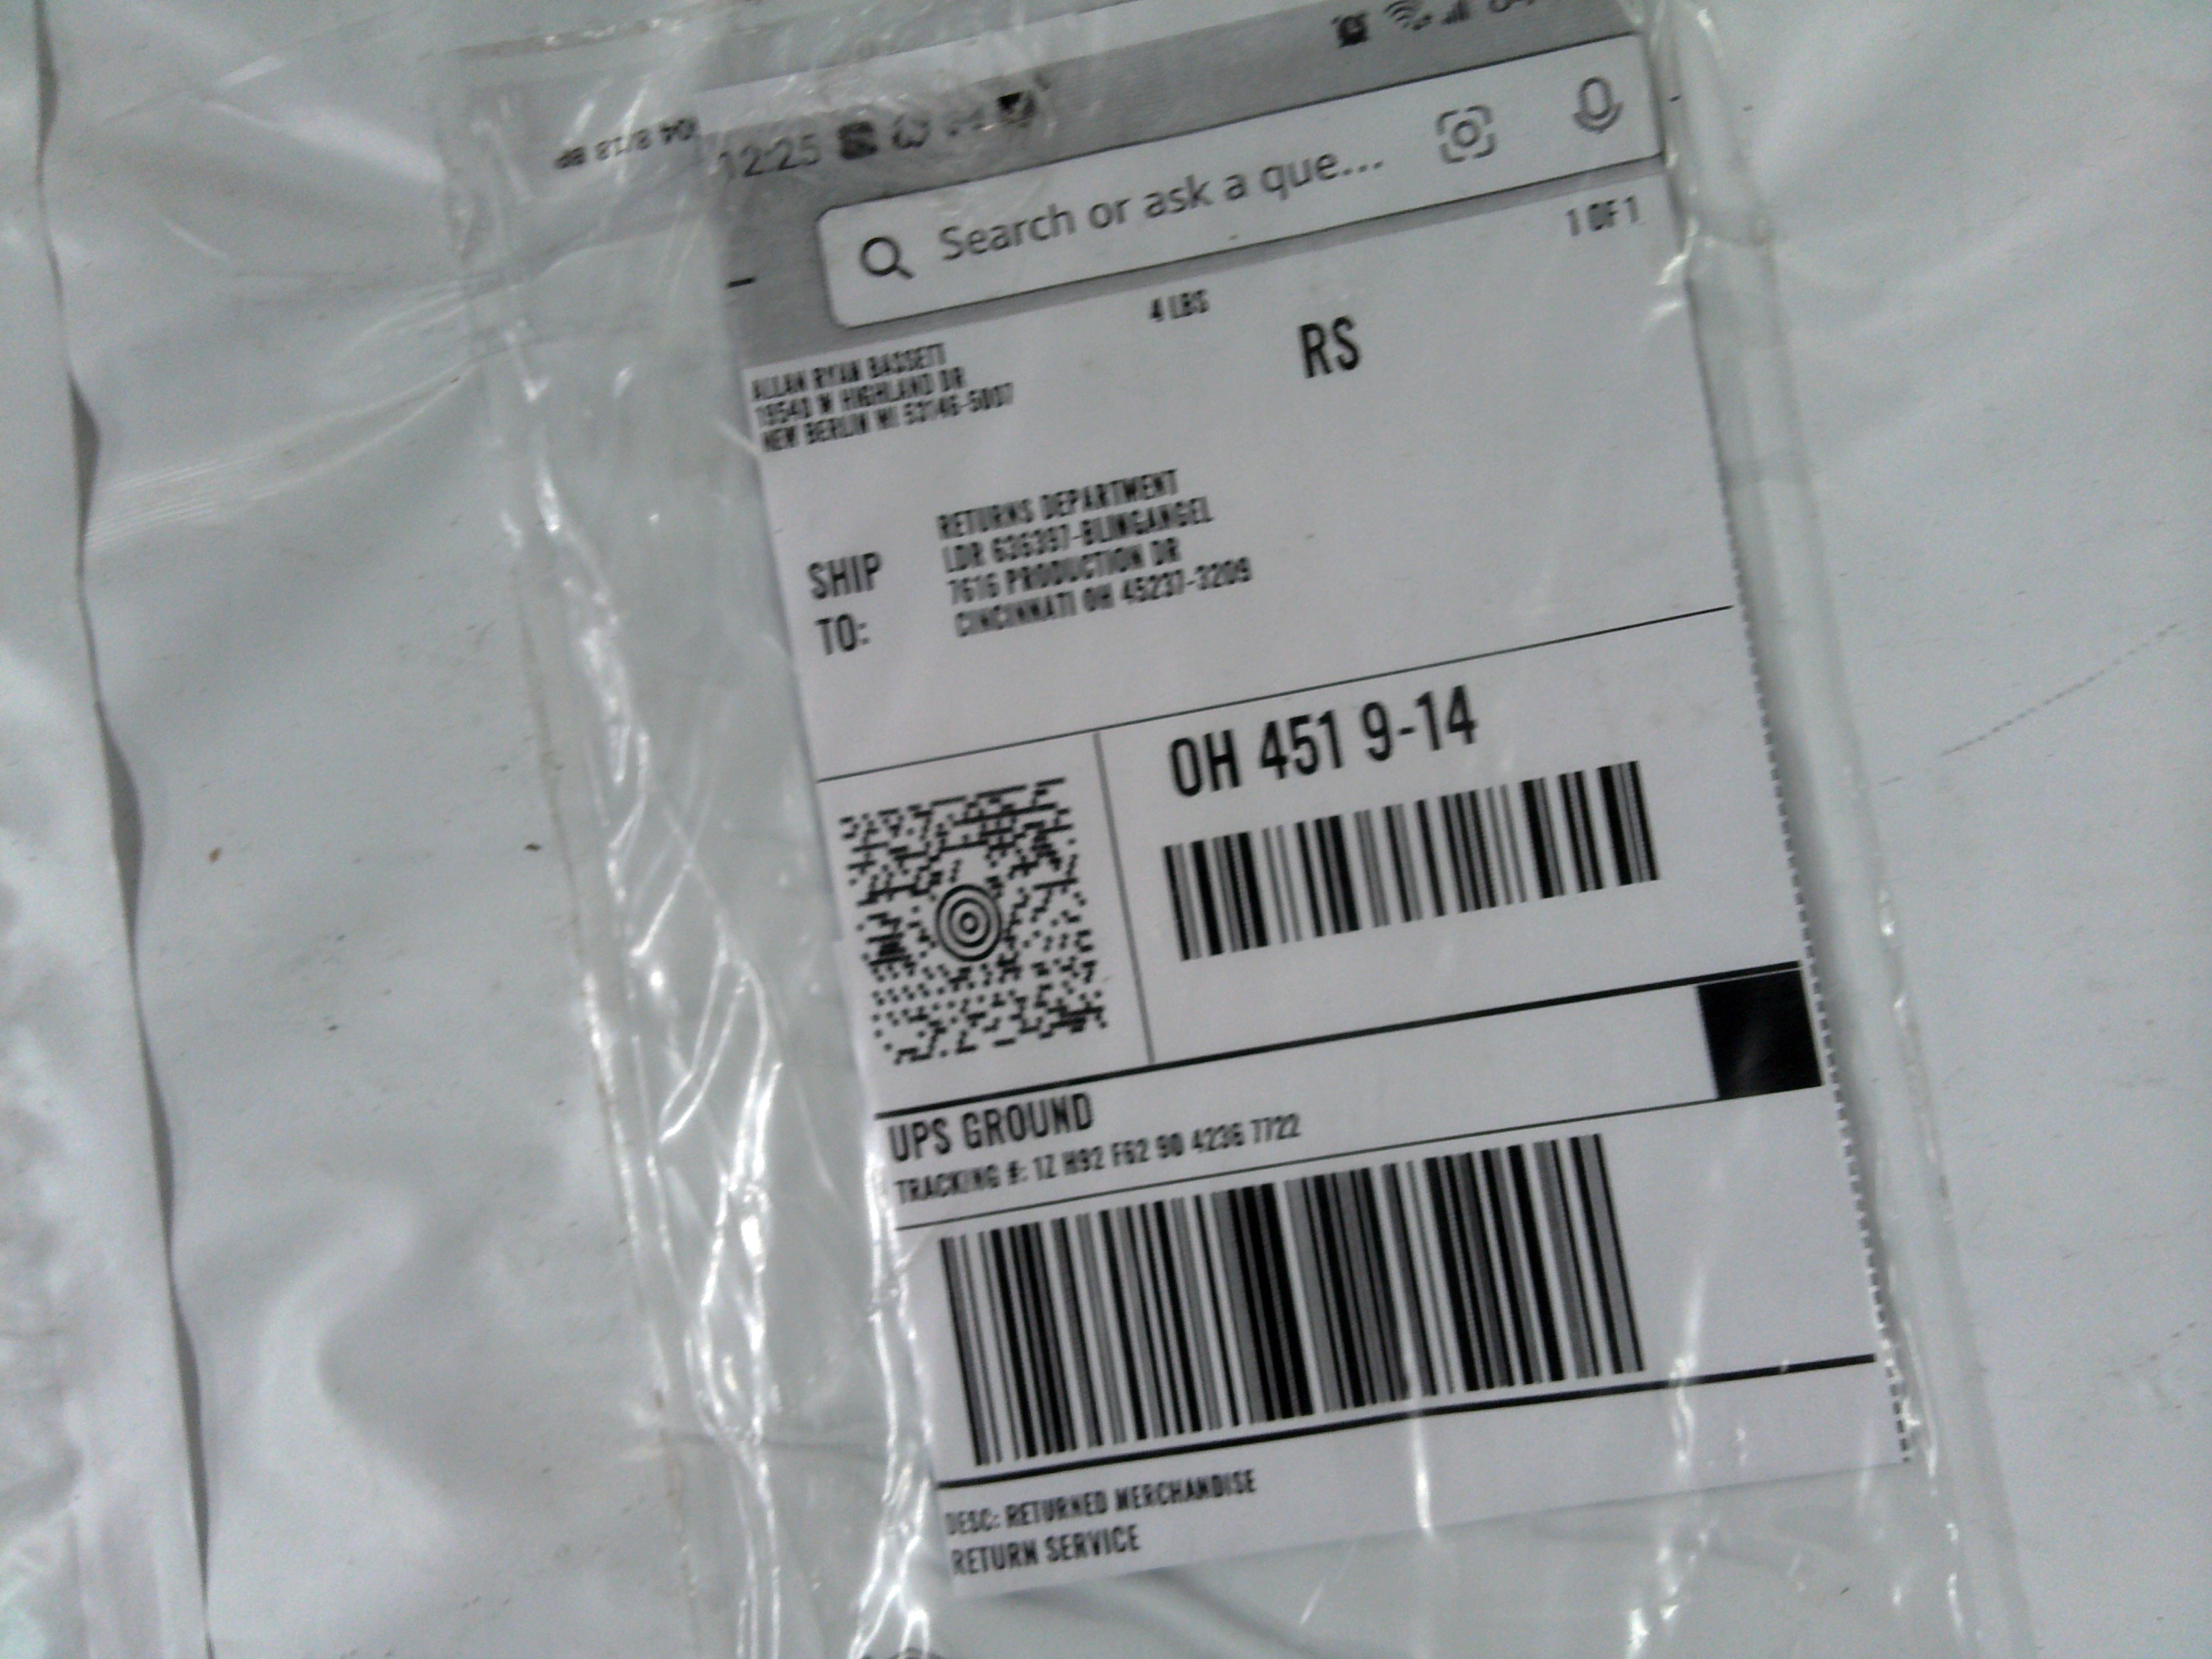 12:25
Search or ask a que...
1 OF 1
4 LBS
RS
ALLAN RYAN BASSETT
19540 W HIGHLAND DR
NEW BERLIN WI 53146-5007
SHIP TO:
RETURNS DEPARTMENT
LDR 636397-BLINGANGEL
7616 PRODUCTION DR
CINCINNATI OH 45237-3209
OH 451 9-14
UPS GROUND
TRACKING #: 1Z H92 F62 90 4236 7722
DESC: RETURNED MERCHANDISE
RETURN SERVICE